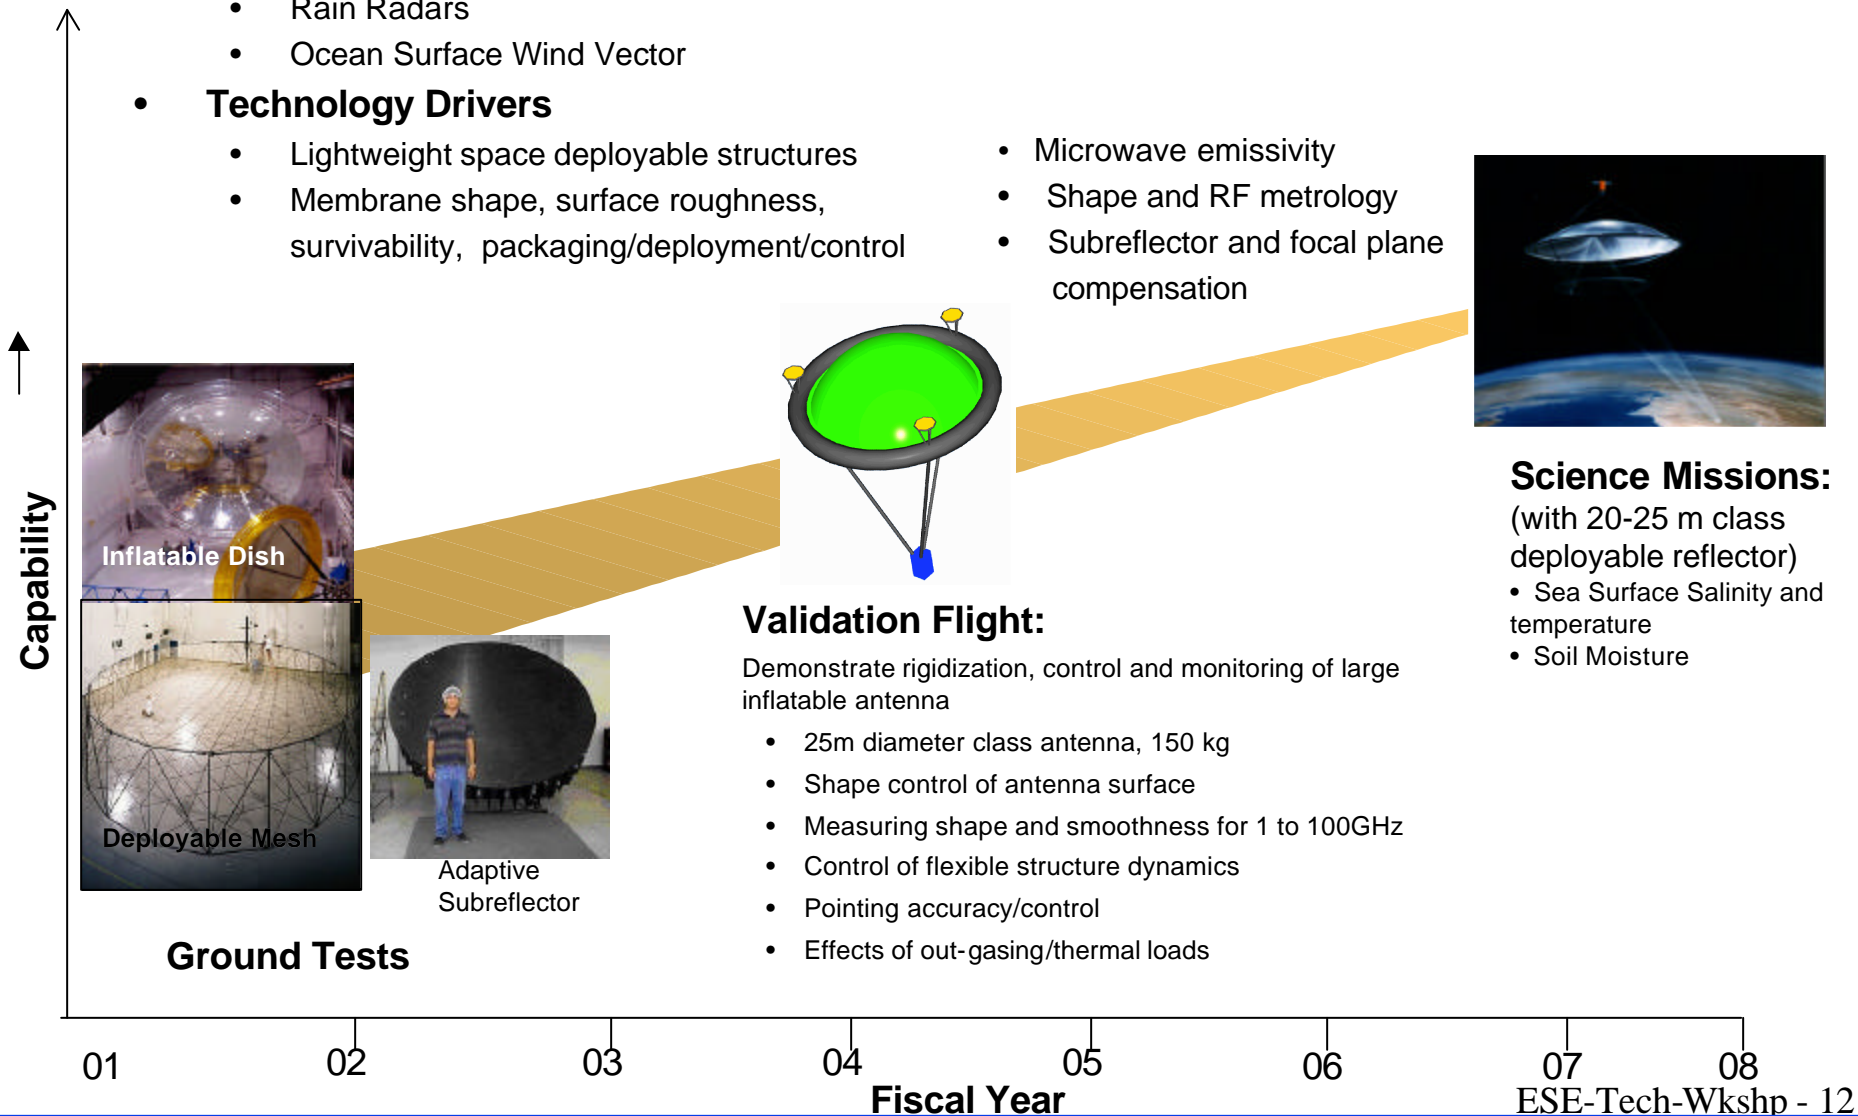 • Rain Radars
• Ocean Surface Wind Vector
• Technology Drivers
• Lightweight space deployable structures
• Membrane shape, surface roughness,
survivability, packaging/deployment/control
• Microwave emissivity
• Shape and RF metrology
• Subreflector and focal plane
compensation
Capability
Inflatable Dish
Deployable Mesh
Adaptive
Subreflector
Ground Tests
Validation Flight:
Demonstrate rigidization, control and monitoring of large
inflatable antenna
• 25m diameter class antenna, 150 kg
• Shape control of antenna surface
• Measuring shape and smoothness for 1 to 100GHz
• Control of flexible structure dynamics
• Pointing accuracy/control
• Effects of out-gasing/thermal loads
Science Missions:
(with 20-25 m class
deployable reflector)
• Sea Surface Salinity and
temperature
• Soil Moisture
01 02 03 04 05 06 07 08
Fiscal Year
ESE-Tech-Wkshp - 12